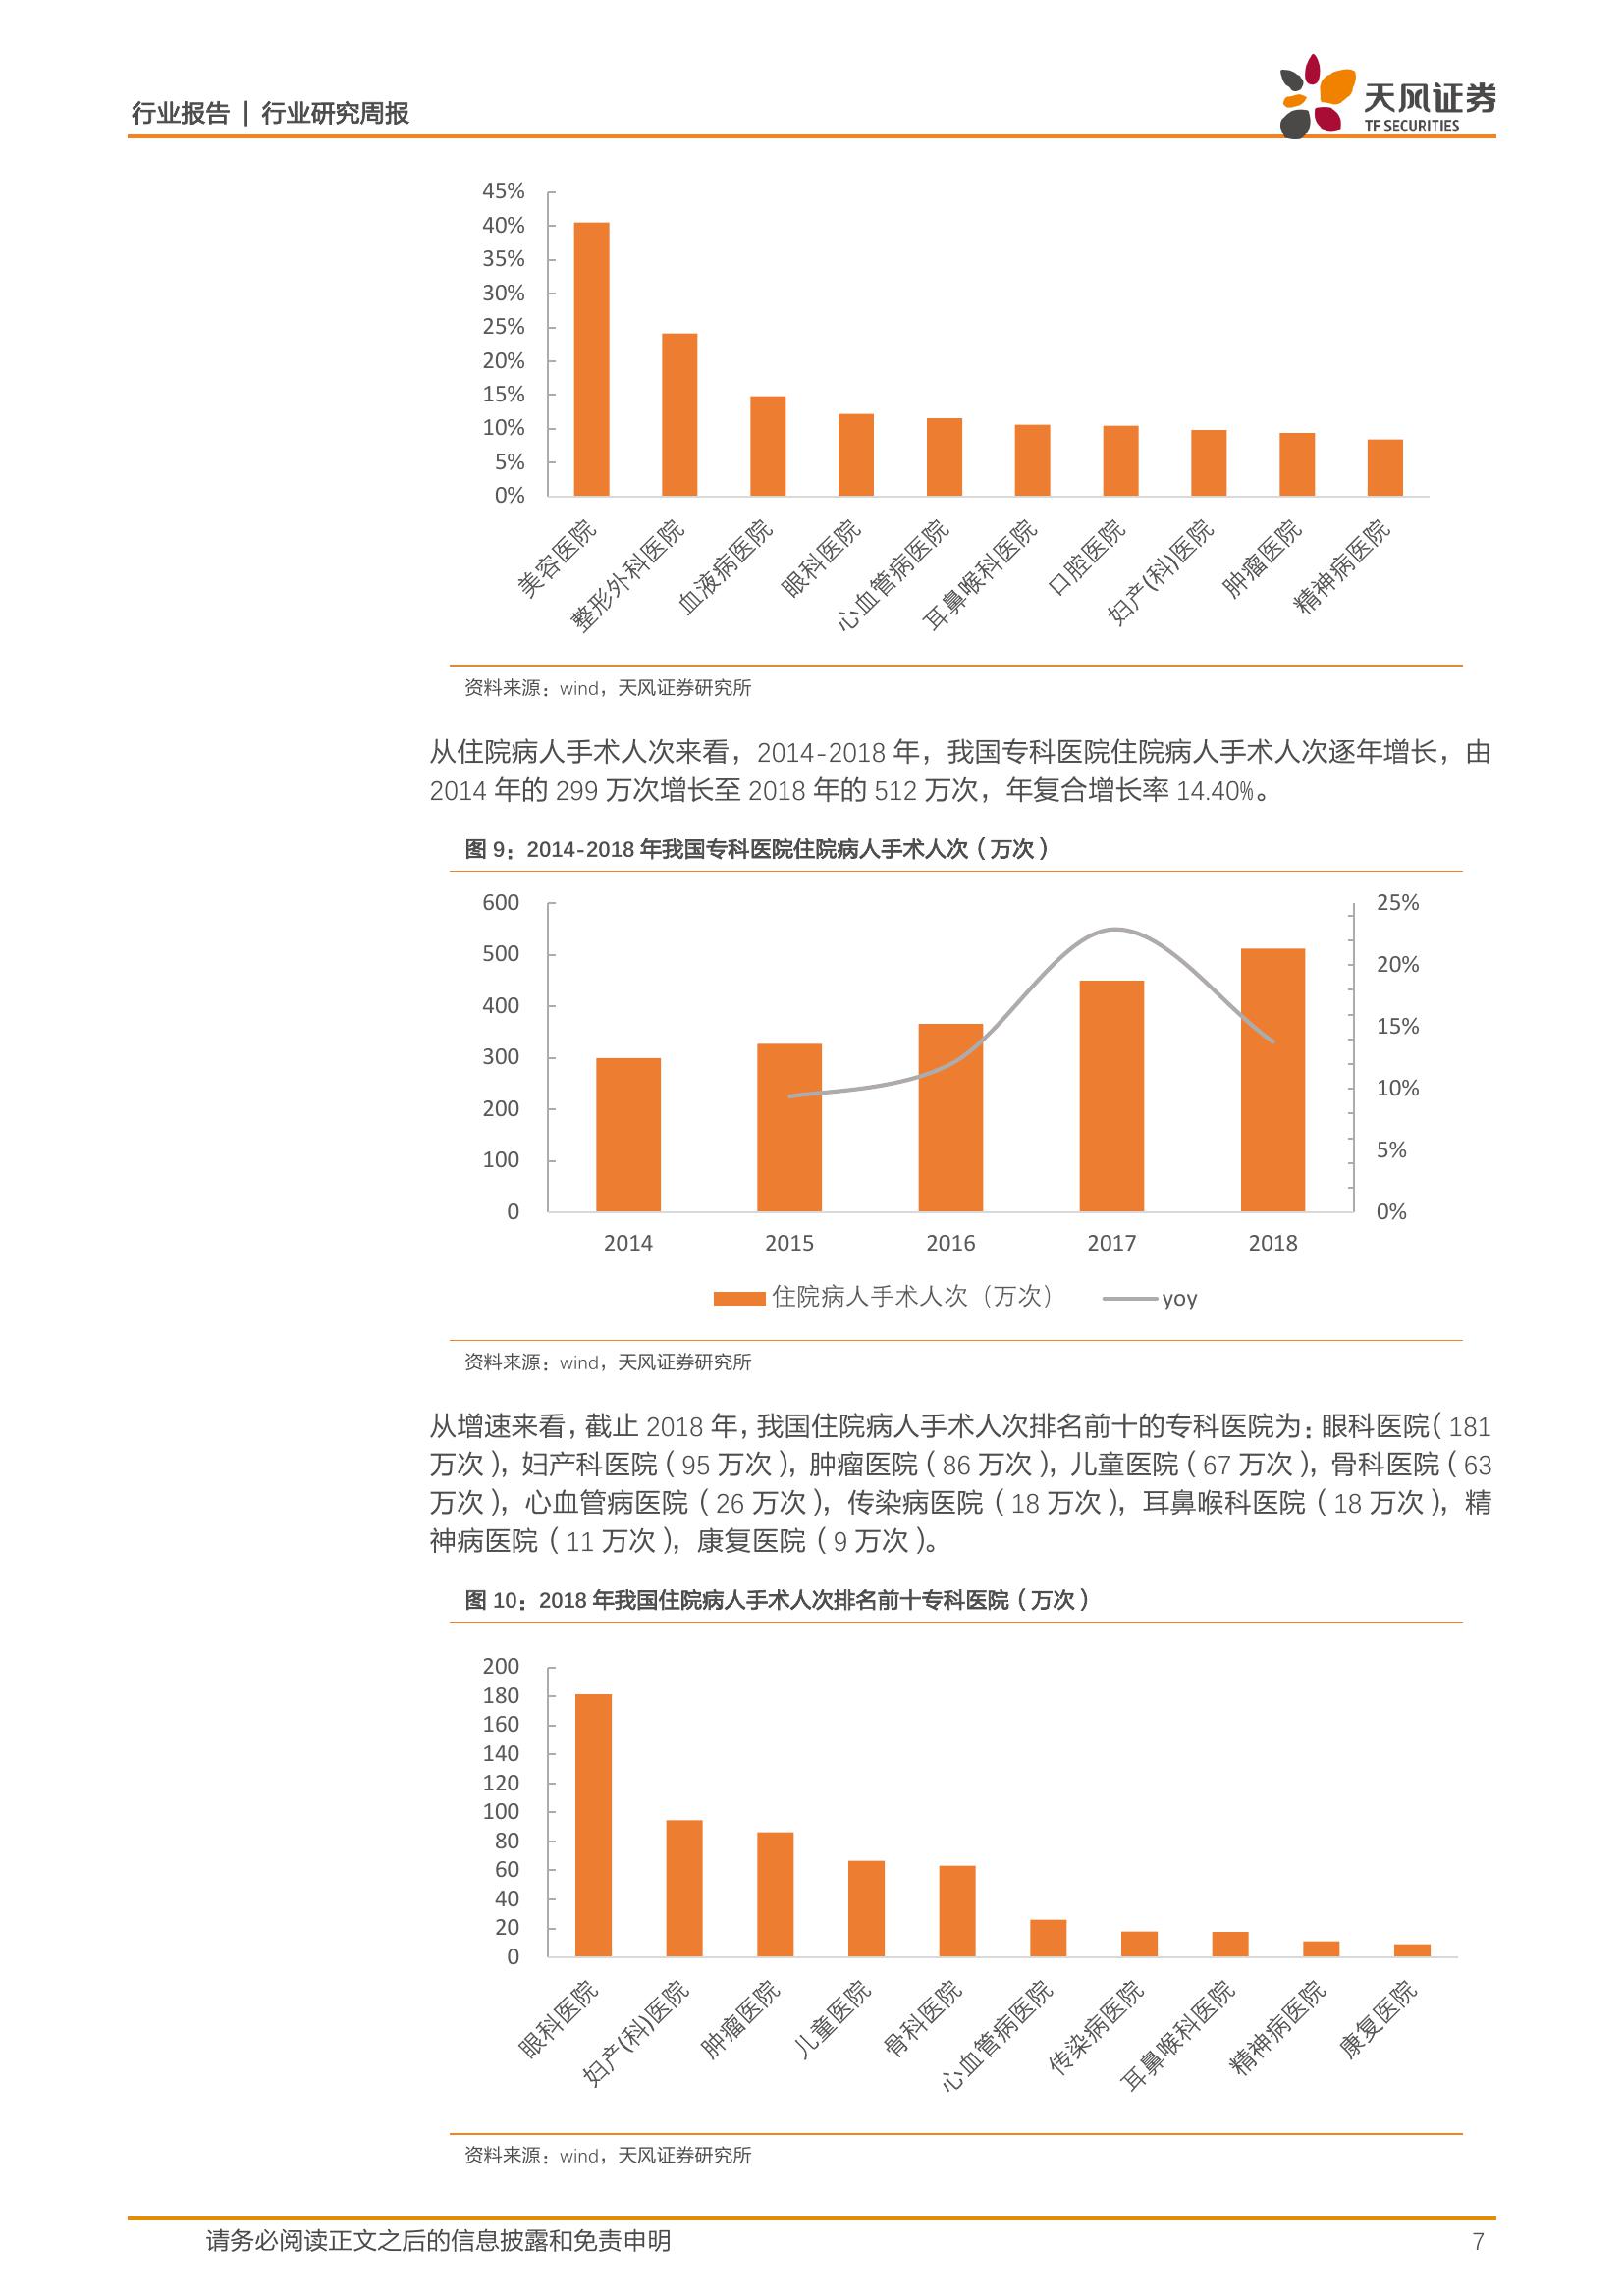 行业报告 | 行业研究周报
天风证券
TF SECURITIES
45%
40%
35%
30%
25%
20%
15%
10%
5%
0%
美容医院
整形外科医院
血液病医院
眼科医院
心血管病医院
耳鼻喉科医院
口腔医院
妇产(科)医院
肿瘤医院
精神病医院
资料来源：wind，天风证券研究所
从住院病人手术人次来看，2014-2018 年，我国专科医院住院病人手术人次逐年增长，由
2014 年的 299 万次增长至 2018 年的 512 万次，年复合增长率 14.40%。
图 9：2014-2018 年我国专科医院住院病人手术人次（万次）
600
500
400
300
200
100
0
25%
20%
15%
10%
5%
0%
2014 2015 2016 2017 2018
住院病人手术人次（万次） yoy
资料来源：wind，天风证券研究所
从增速来看，截止 2018 年，我国住院病人手术人次排名前十的专科医院为：眼科医院（181
万次），妇产科医院（95 万次），肿瘤医院（86 万次），儿童医院（67 万次），骨科医院（63
万次），心血管病医院（26 万次），传染病医院（18 万次），耳鼻喉科医院（18 万次），精
神病医院（11 万次），康复医院（9 万次）。
图 10：2018 年我国住院病人手术人次排名前十专科医院（万次）
200
180
160
140
120
100
80
60
40
20
0
眼科医院
妇产(科)医院
肿瘤医院
儿童医院
骨科医院
心血管病医院
传染病医院
耳鼻喉科医院
精神病医院
康复医院
资料来源：wind，天风证券研究所
请务必阅读正文之后的信息披露和免责申明 7